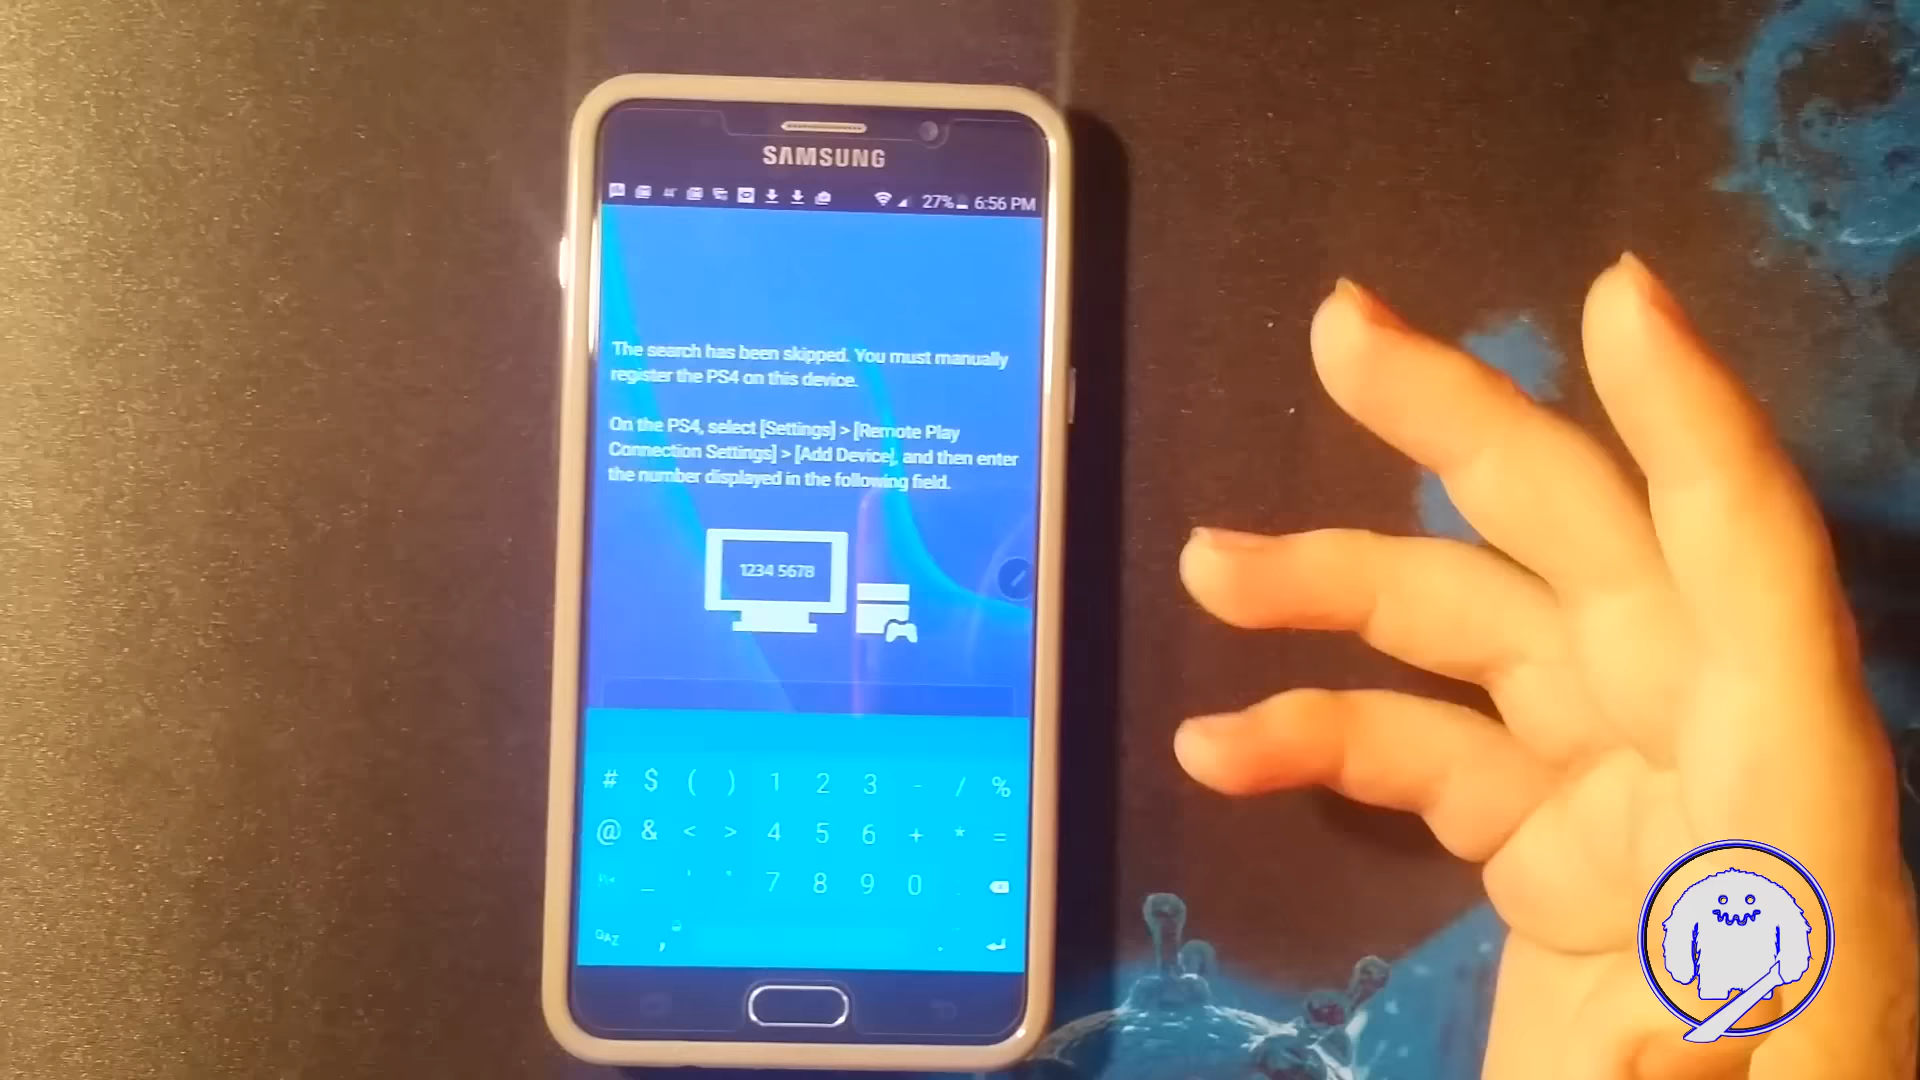 SAMSUNG
27% 6:56 PM
The search has been skipped. You must manually
register the PS4 on this device.
On the PS4, select [Settings] > [Remote Play
Connection Settings] > [Add Device], and then enter
the number displayed in the following field.
1234 5678
# $ ( ) 1 2 3 - / %
@ & < > 4 5 6 + * =
_ ' " 7 8 9 0 .
QAZ , .